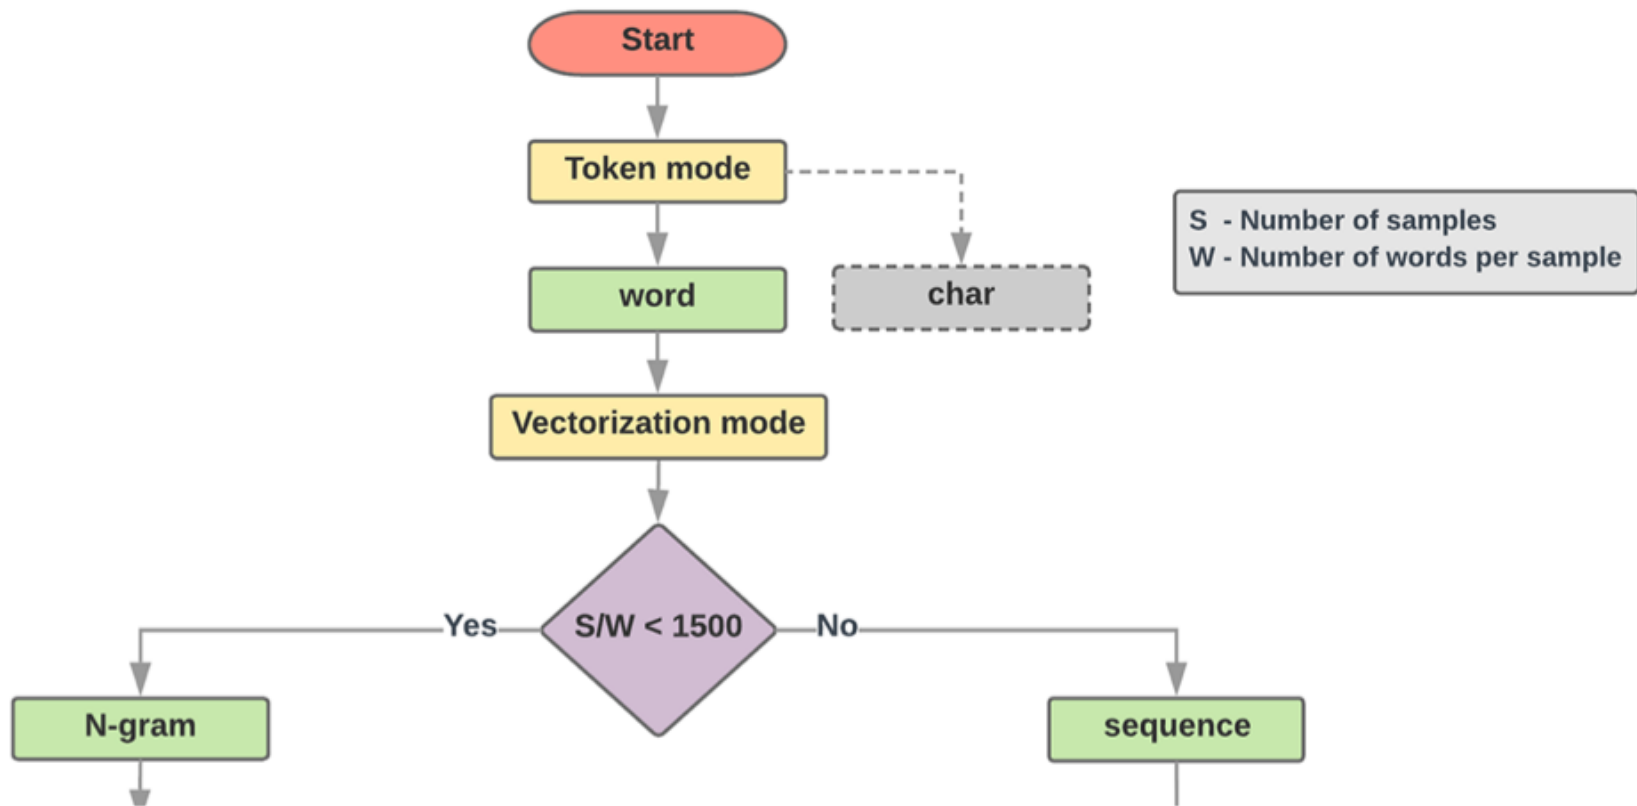 Start
Token mode
S - Number of samples
W - Number of words per sample
word
char
Vectorization mode
Yes
S/W < 1500
No
N-gram
sequence